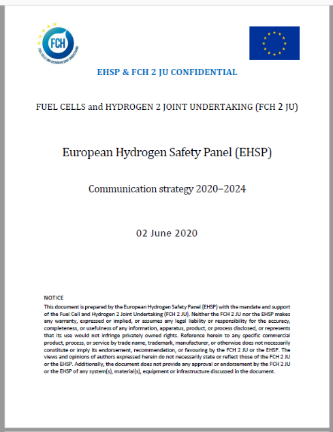 FCH
EHSP & FCH 2 JU CONFIDENTIAL
FUEL CELLS and HYDROGEN 2 JOINT UNDERTAKING (FCH 2 JU)
European Hydrogen Safety Panel (EHSP)
Communication strategy 2020–2024
02 June 2020
NOTICE
This document is prepared by the European Hydrogen Safety Panel (EHSP) with the mandate and support
of the Fuel Cell and Hydrogen 2 Joint Undertaking (FCH 2 JU). Neither the FCH 2 JU nor the EHSP makes
any warranty, expressed or implied, or assumes any legal liability or responsibility for the accuracy,
completeness, or usefulness of any information, apparatus, product, or process disclosed, or represents
that its use would not infringe privately owned rights. Reference herein to any specific commercial
product, process, or service by trade name, trademark, manufacturer, or otherwise does not necessarily
constitute or imply its endorsement, recommendation, or favouring by the FCH 2 JU or the EHSP. The
views and opinions of authors expressed herein do not necessarily state or reflect those of the FCH 2 JU
or the EHSP. Additionally, the document does not provide any approval or endorsement by the FCH 2 JU
or the EHSP of any system(s), material(s), equipment or infrastructure discussed in the document.